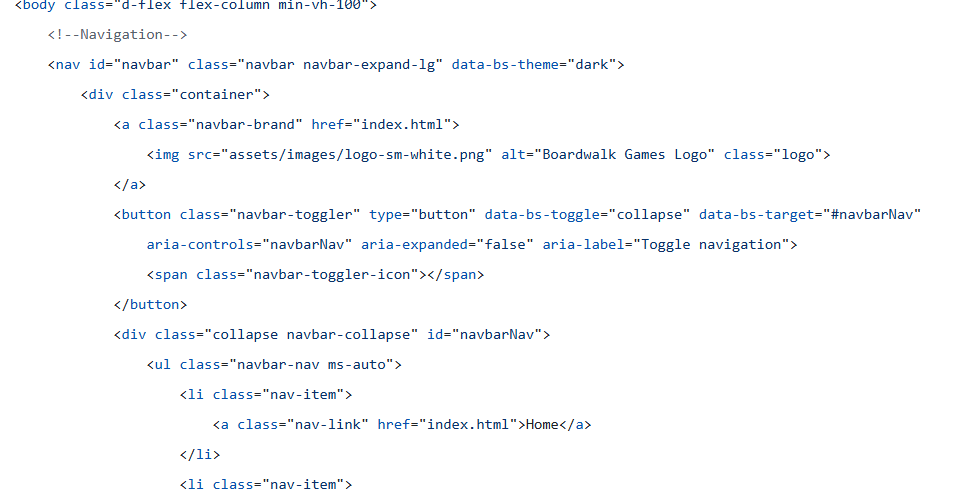 <body class="d-flex flex-column min-vh-100">
<!--Navigation-->
<nav id="navbar" class="navbar navbar-expand-lg" data-bs-theme="dark">
<div class="container">
<a class="navbar-brand" href="index.html">
<img src="assets/images/logo-sm-white.png" alt="Boardwalk Games Logo" class="logo">
</a>
<button class="navbar-toggler" type="button" data-bs-toggle="collapse" data-bs-target="#navbarNav"
aria-controls="navbarNav" aria-expanded="false" aria-label="Toggle navigation">
<span class="navbar-toggler-icon"></span>
</button>
<div class="collapse navbar-collapse" id="navbarNav">
<ul class="navbar-nav ms-auto">
<li class="nav-item">
<a class="nav-link" href="index.html">Home</a>
</li>
<li class="nav-item">